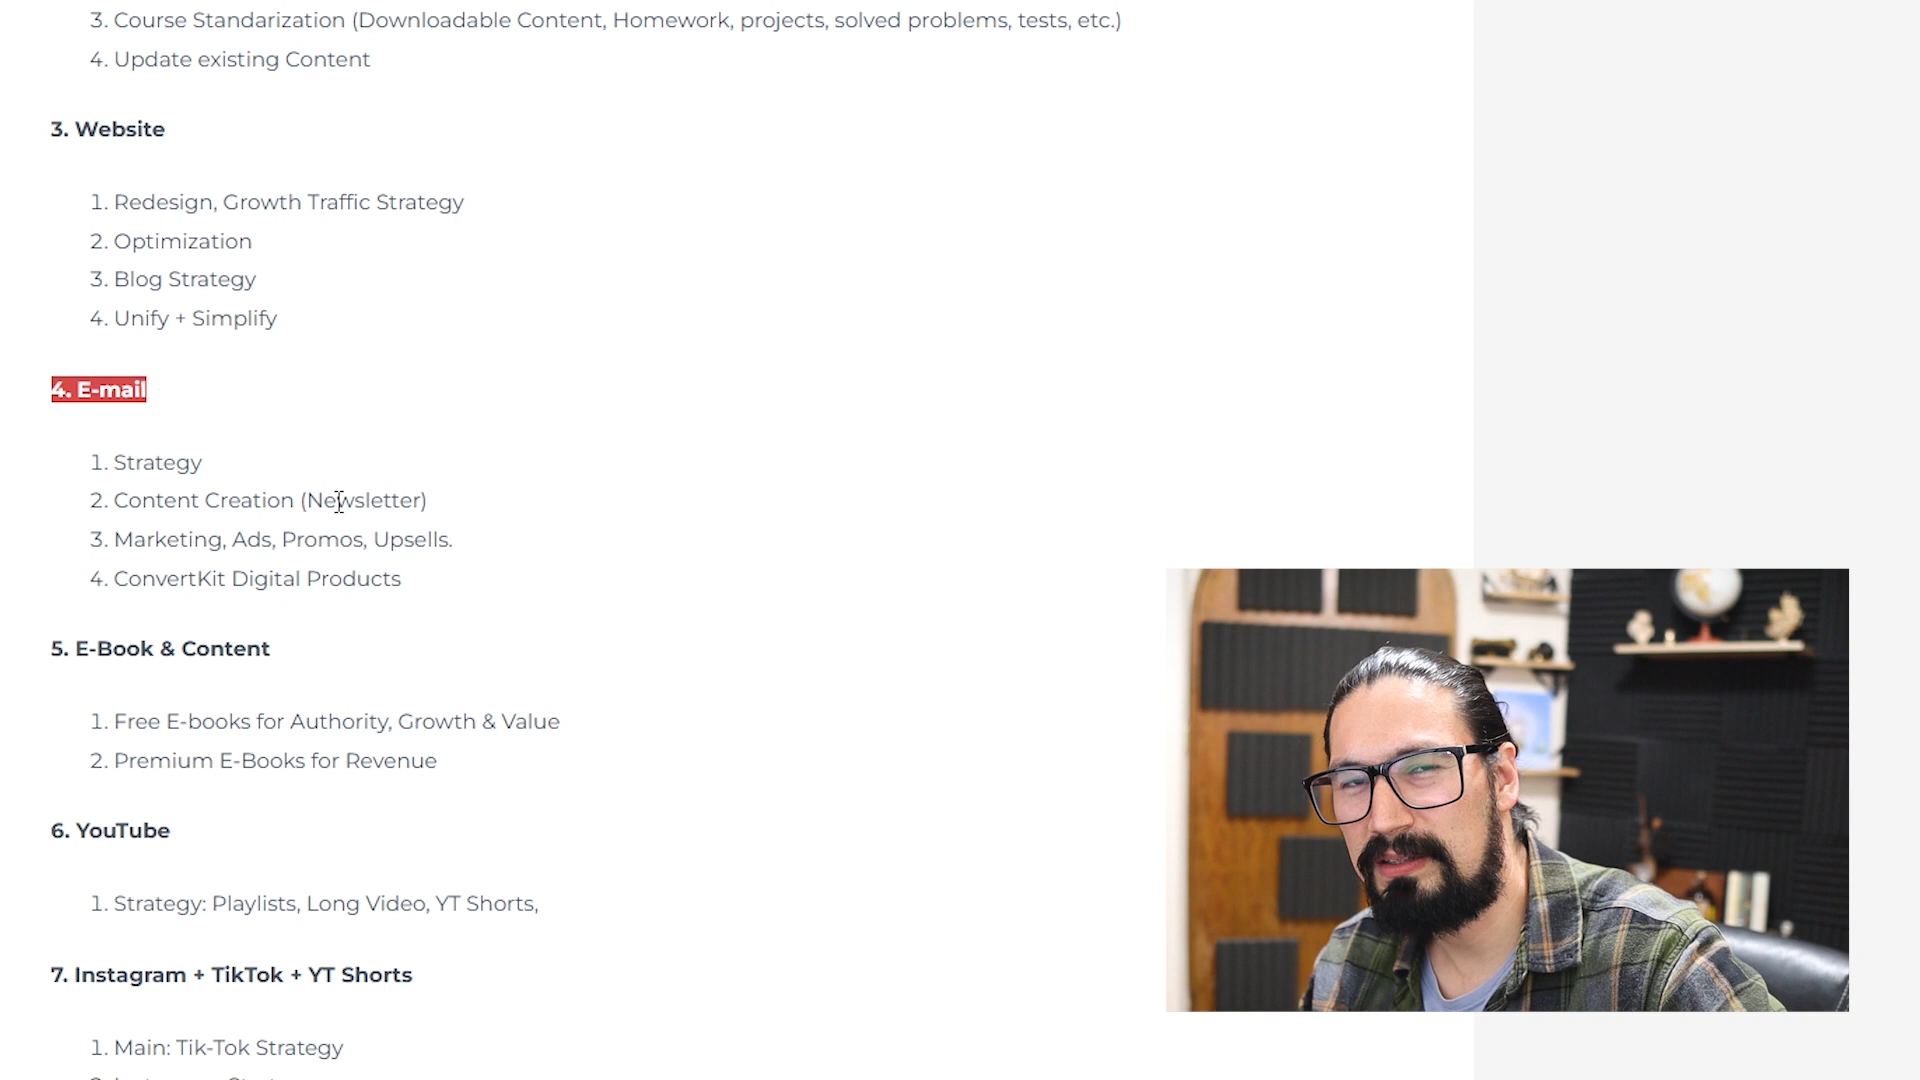 3. Course Standarization (Downloadable Content, Homework, projects, solved problems, tests, etc.)
4. Update existing Content
3. Website
1. Redesign, Growth Traffic Strategy
2. Optimization
3. Blog Strategy
4. Unify + Simplify
4. E-mail
1. Strategy
2. Content Creation (Newsletter)
3. Marketing, Ads, Promos, Upsells.
4. ConvertKit Digital Products
5. E-Book & Content
1. Free E-books for Authority, Growth & Value
2. Premium E-Books for Revenue
6. YouTube
1. Strategy: Playlists, Long Video, YT Shorts,
7. Instagram + TikTok + YT Shorts
1. Main: Tik-Tok Strategy